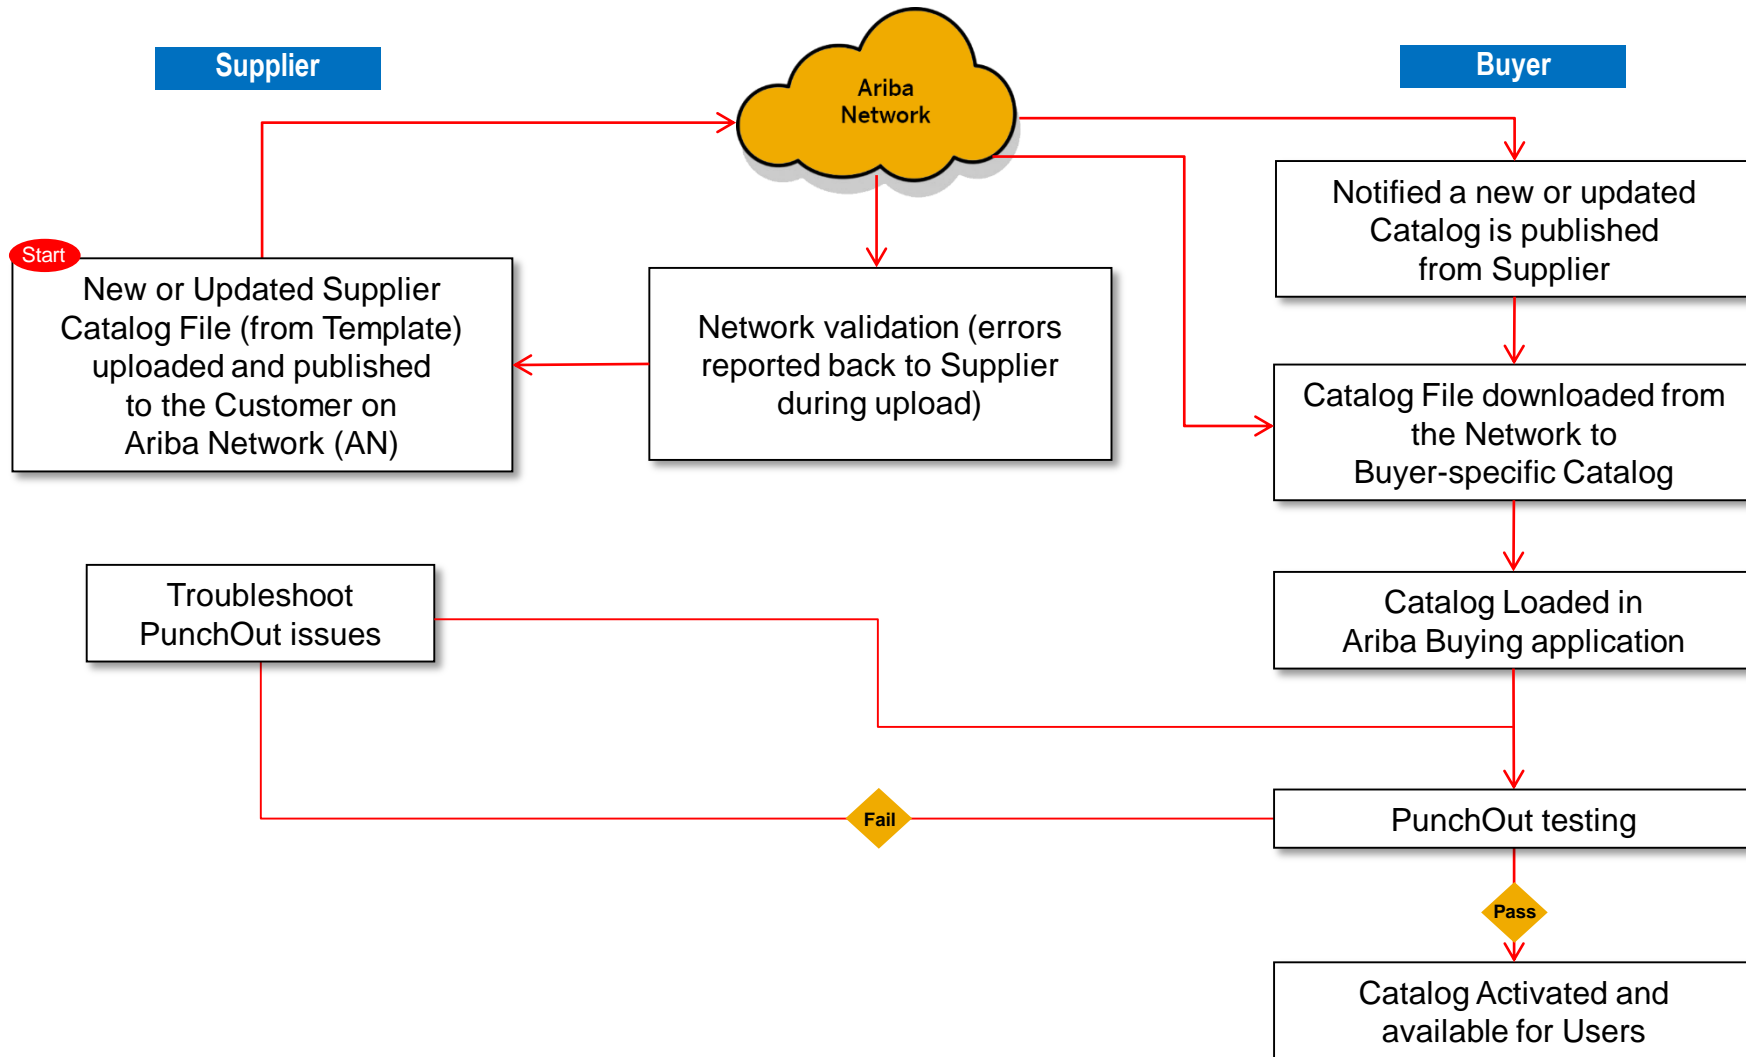 Supplier
Ariba
Network
Buyer
Start
New or Updated Supplier
Catalog File (from Template)
uploaded and published
to the Customer on
Ariba Network (AN)
Network validation (errors
reported back to Supplier
during upload)
Notified a new or updated
Catalog is published
from Supplier
Catalog File downloaded from
the Network to
Buyer-specific Catalog
Troubleshoot
PunchOut issues
Catalog Loaded in
Ariba Buying application
Fail
PunchOut testing
Pass
Catalog Activated and
available for Users